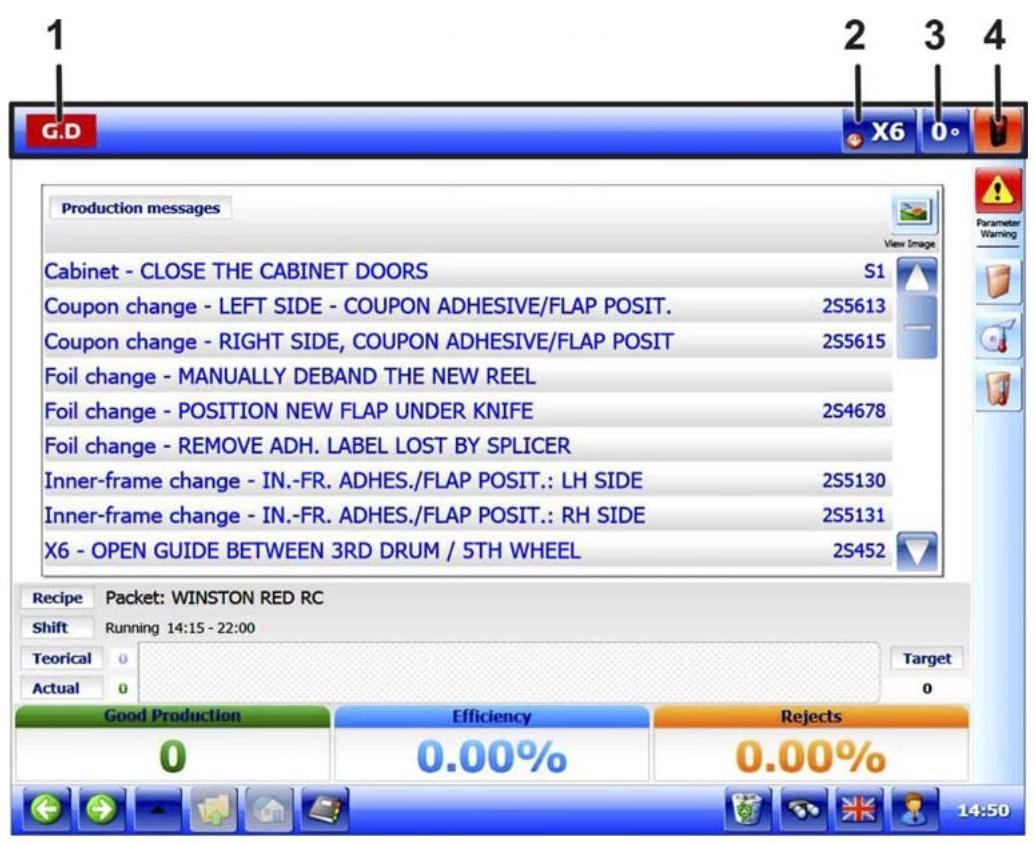 1 2 3 4
G.D X6 0°
Production messages
View Image
Parameter
Warning
Cabinet - CLOSE THE CABINET DOORS S1
Coupon change - LEFT SIDE - COUPON ADHESIVE/FLAP POSIT. 2S5613
Coupon change - RIGHT SIDE, COUPON ADHESIVE/FLAP POSIT 2S5615
Foil change - MANUALLY DEBAND THE NEW REEL
Foil change - POSITION NEW FLAP UNDER KNIFE 2S4678
Foil change - REMOVE ADH. LABEL LOST BY SPLICER
Inner-frame change - IN.-FR. ADHES./FLAP POSIT.: LH SIDE 2S5130
Inner-frame change - IN.-FR. ADHES./FLAP POSIT.: RH SIDE 2S5131
X6 - OPEN GUIDE BETWEEN 3RD DRUM / 5TH WHEEL 2S452
Recipe Packet: WINSTON RED RC
Shift Running 14:15 - 22:00
Teorical 0 Target
Actual 0 0
Good Production Efficiency Rejects
0 0.00% 0.00%
14:50